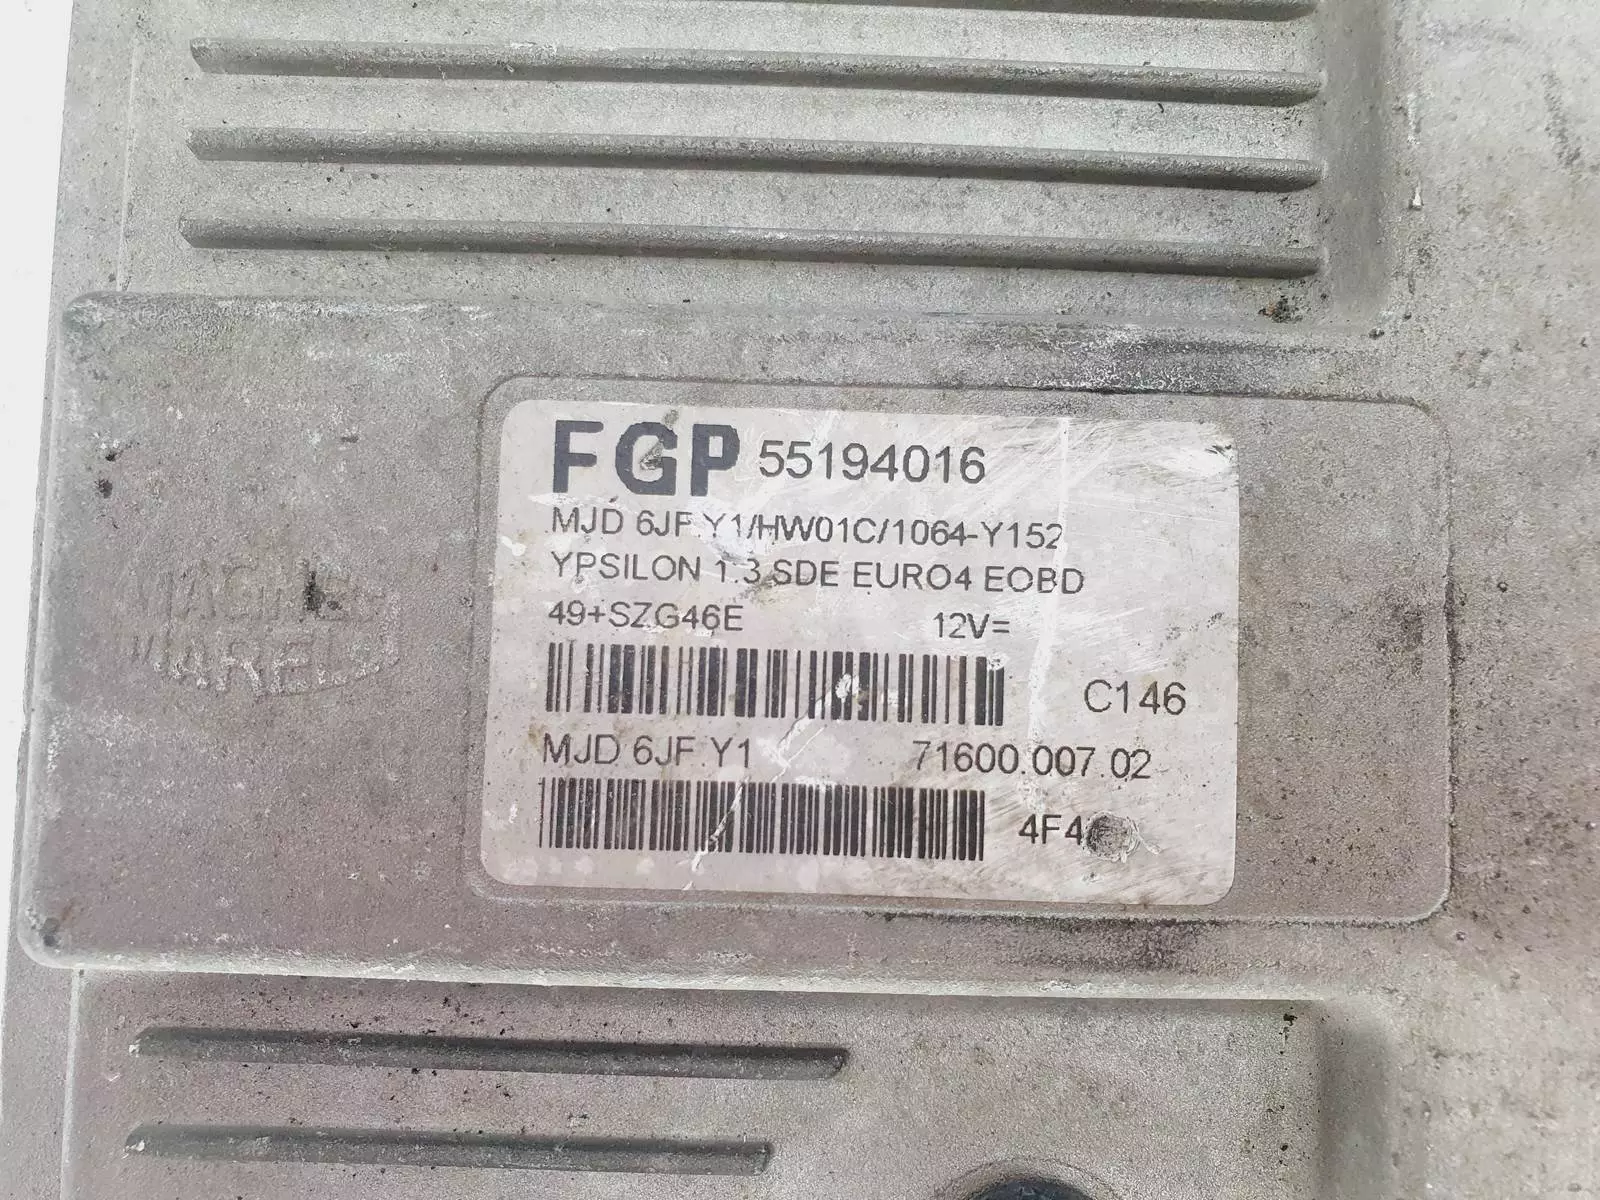 FGP 55194016
MJD 6JF.Y1/HW01C/1064-Y152
YPSILON 1.3 SDE EURO4 EOBD
49+SZG46E 12V=
C146
MJD 6JF.Y1 71600.007.02
MARELLI